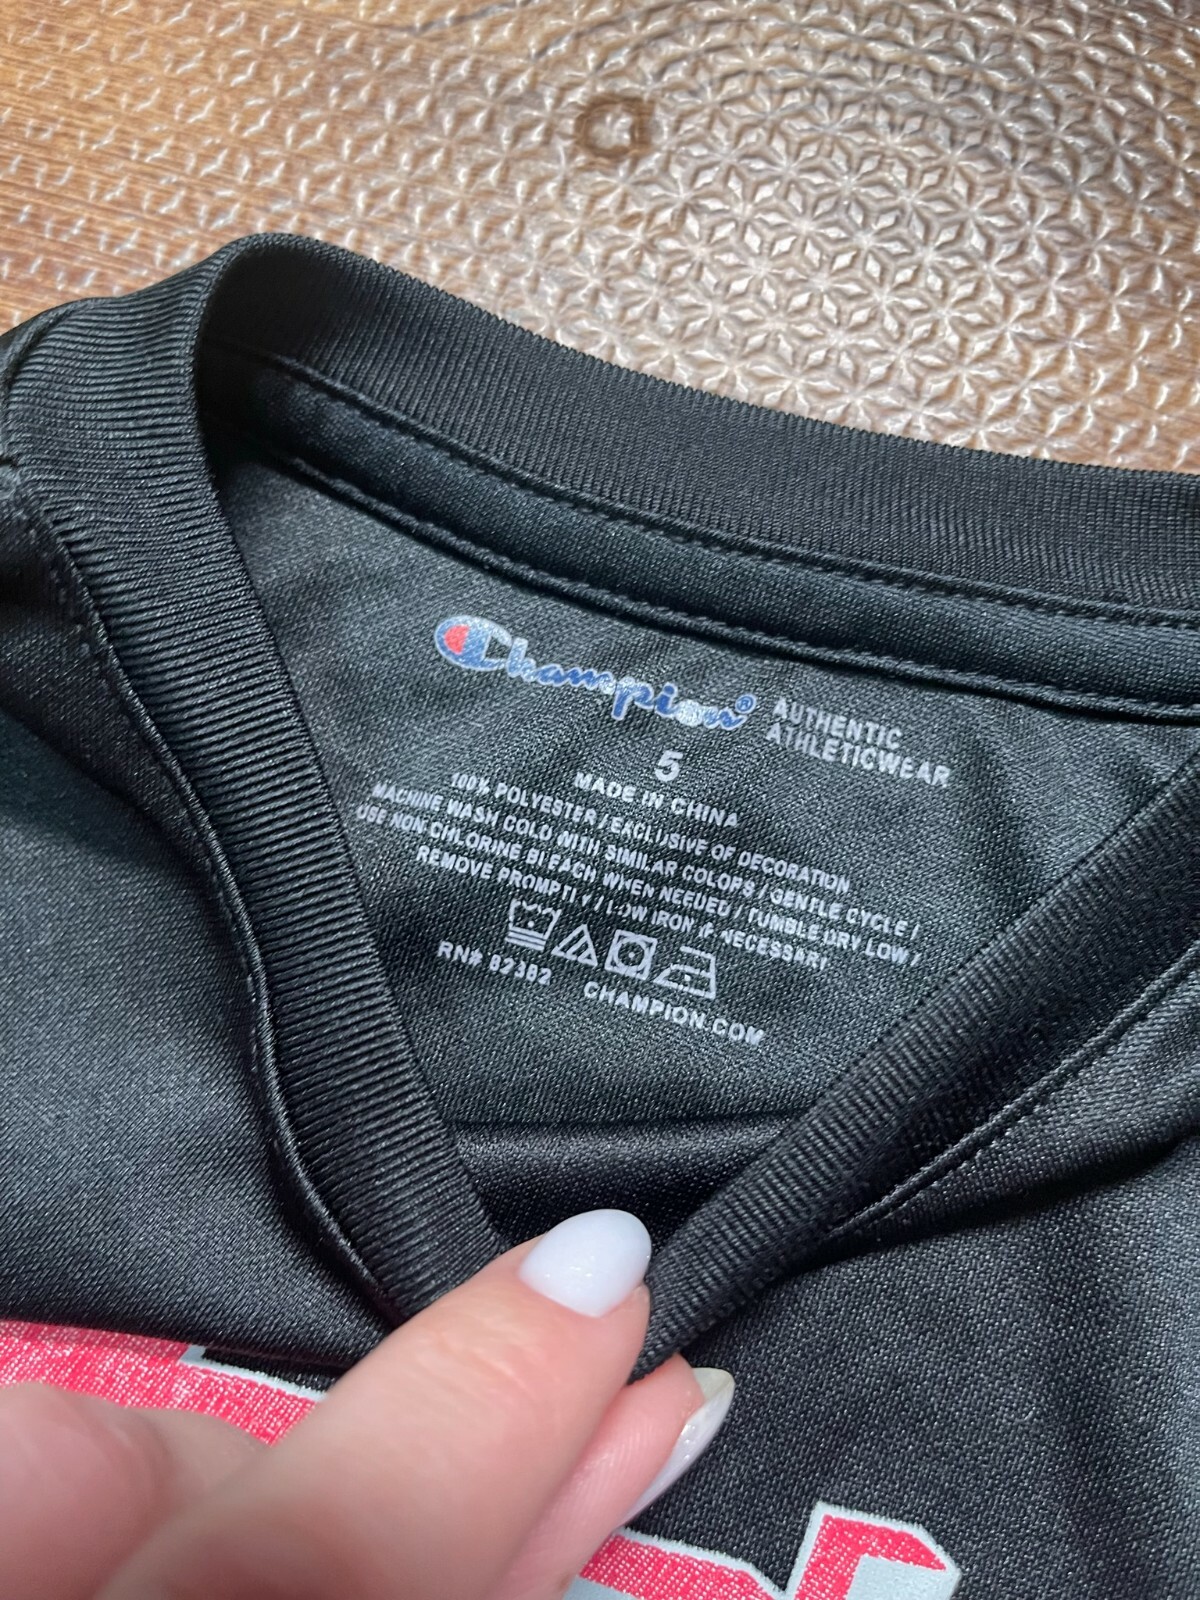 Champion® AUTHENTIC
ATHLETICWEAR
5
MADE IN CHINA
100% POLYESTER / EXCLUSIVE OF DECORATION
MACHINE WASH COLD WITH SIMILAR COLORS / GENTLE CYCLE /
USE NON-CHLORINE BLEACH WHEN NEEDED / TUMBLE DRY LOW /
REMOVE PROMPTLY / LOW IRON IF NECESSARY
RN# 82382 CHAMPION.COM